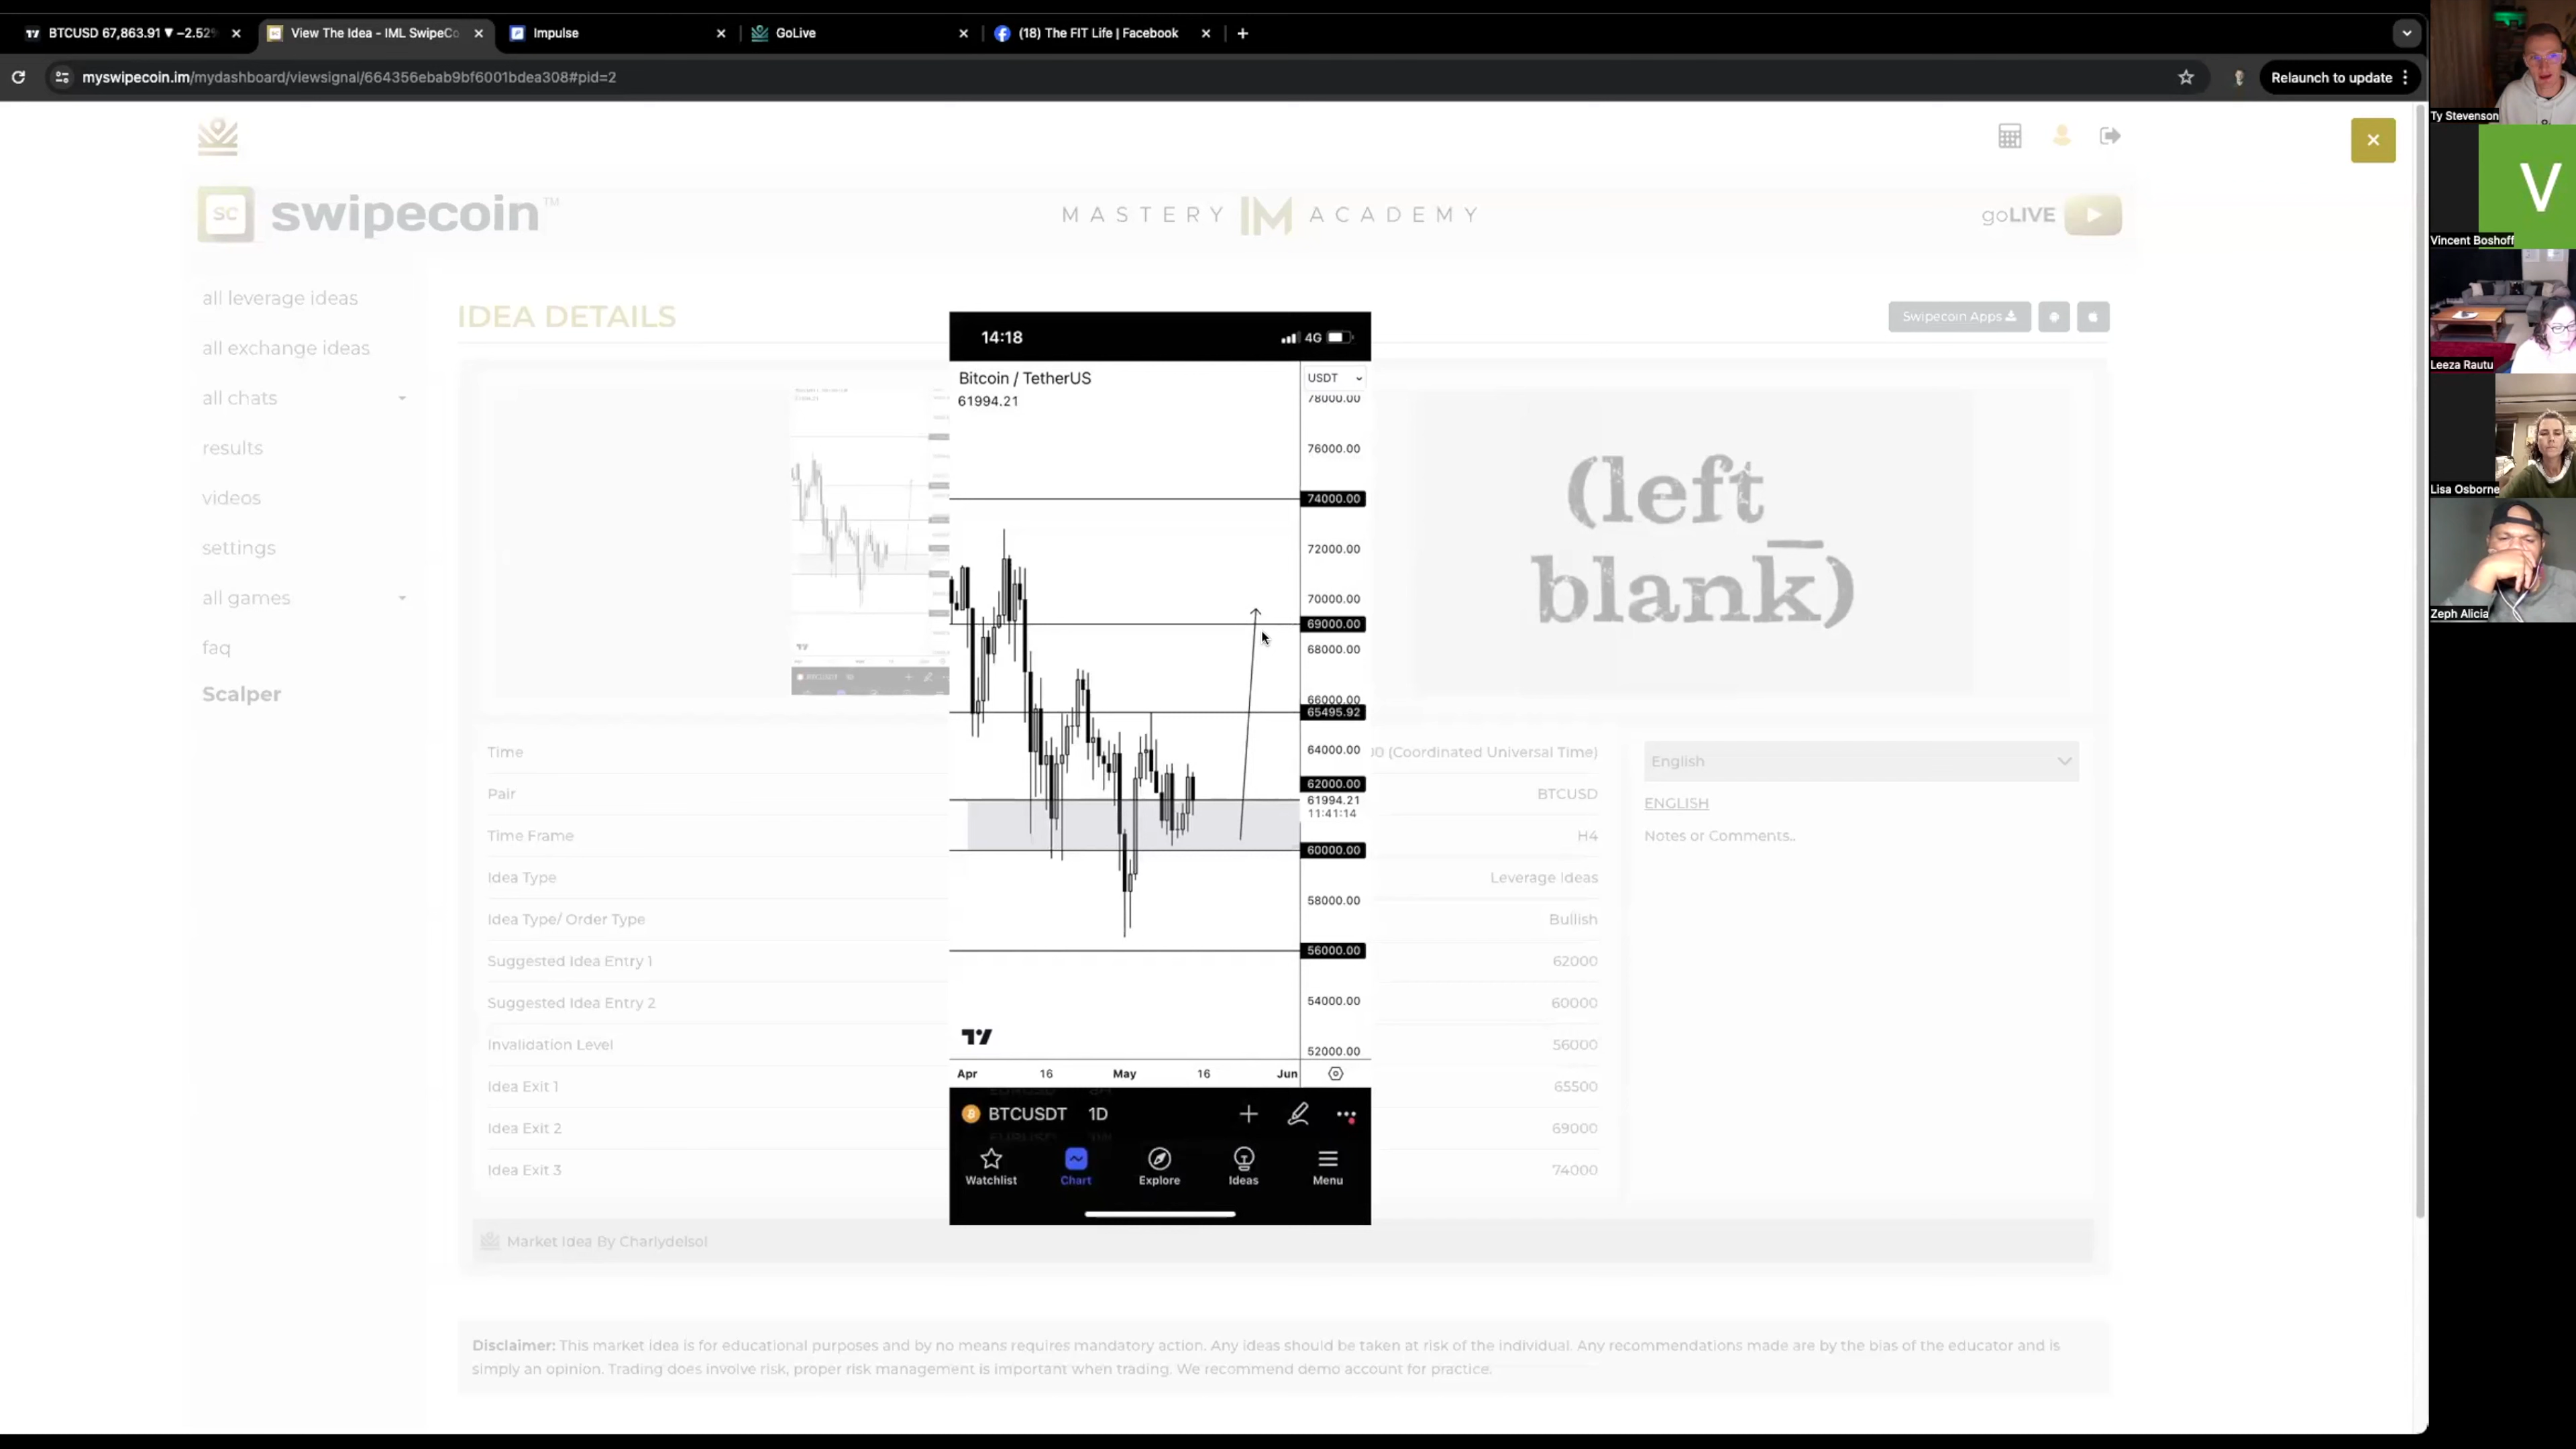 BTCUSD 67,863.91 ▼ −2.52%
View The Idea - IML SwipeCo
Impulse
GoLive
(18) The FIT Life | Facebook
myswipecoin.im/mydashboard/viewsignal/664356ebab9bf6001bdea308#pid=2
Relaunch to update
SC swipecoin™
MASTERY IM ACADEMY
goLIVE
all leverage ideas
all exchange ideas
all chats
results
videos
settings
all games
faq
Scalper
IDEA DETAILS
Swipecoin Apps
14:18
4G
Bitcoin / TetherUS
61994.21
USDT
78000.00
76000.00
74000.00
72000.00
70000.00
69000.00
68000.00
66000.00
65495.92
64000.00
62000.00
61994.21
11:41:14
60000.00
58000.00
56000.00
54000.00
52000.00
Apr 16 May 16 Jun
BTCUSDT 1D
Watchlist Chart Explore Ideas Menu
(left
blank)
Time
00 (Coordinated Universal Time)
Pair
BTCUSD
Time Frame
H4
Idea Type
Leverage Ideas
Idea Type/ Order Type
Bullish
Suggested Idea Entry 1
62000
Suggested Idea Entry 2
60000
Invalidation Level
56000
Idea Exit 1
65500
Idea Exit 2
69000
Idea Exit 3
74000
English
ENGLISH
Notes or Comments..
Market Idea By Charlydelsol
Disclaimer: This market idea is for educational purposes and by no means requires mandatory action. Any ideas should be taken at risk of the individual. Any recommendations made are by the bias of the educator and is
simply an opinion. Trading does involve risk, proper risk management is important when trading. We recommend demo account for practice.
Ty Stevenson
V
Vincent Boshoff
Leeza Rautu
Lisa Osborne
Zeph Alicia